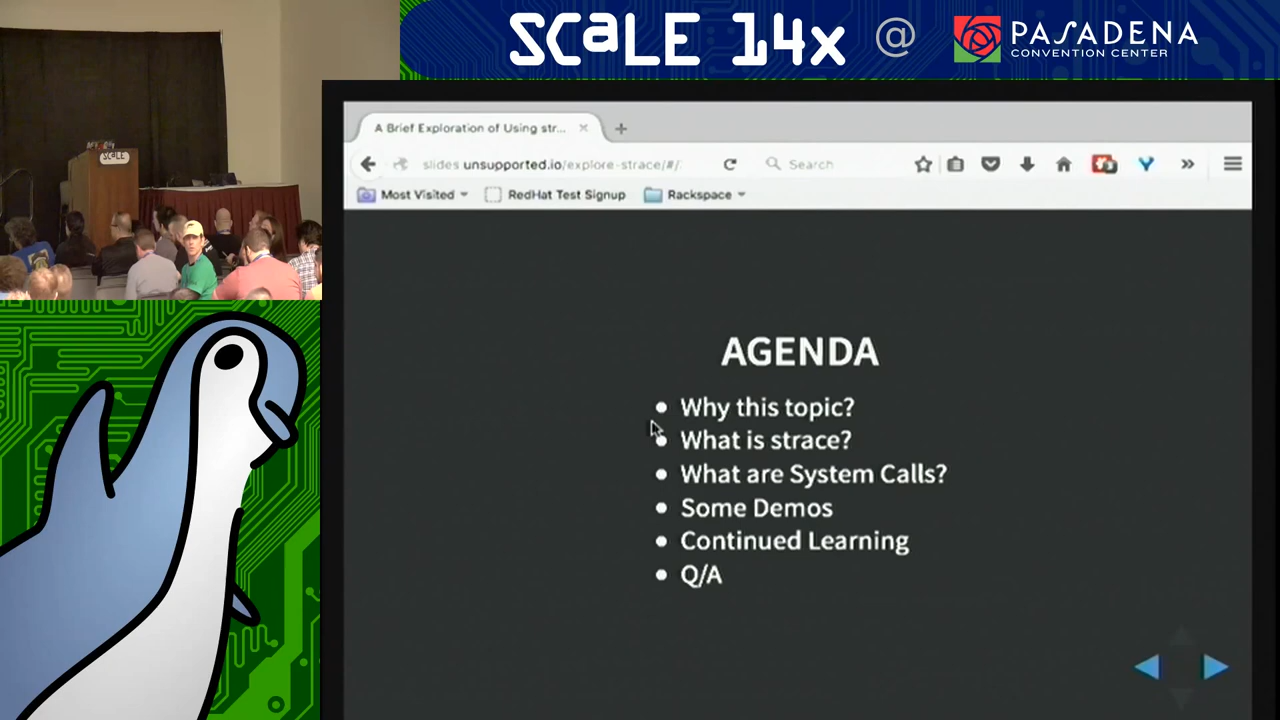 SCALE 14x @ PASADENA
CONVENTION CENTER
SCALE
A Brief Exploration of Using str...
slides.unsupported.io/explore-strace/#/
Search
Most Visited
RedHat Test Signup
Rackspace
AGENDA
Why this topic?
What is strace?
What are System Calls?
Some Demos
Continued Learning
Q/A